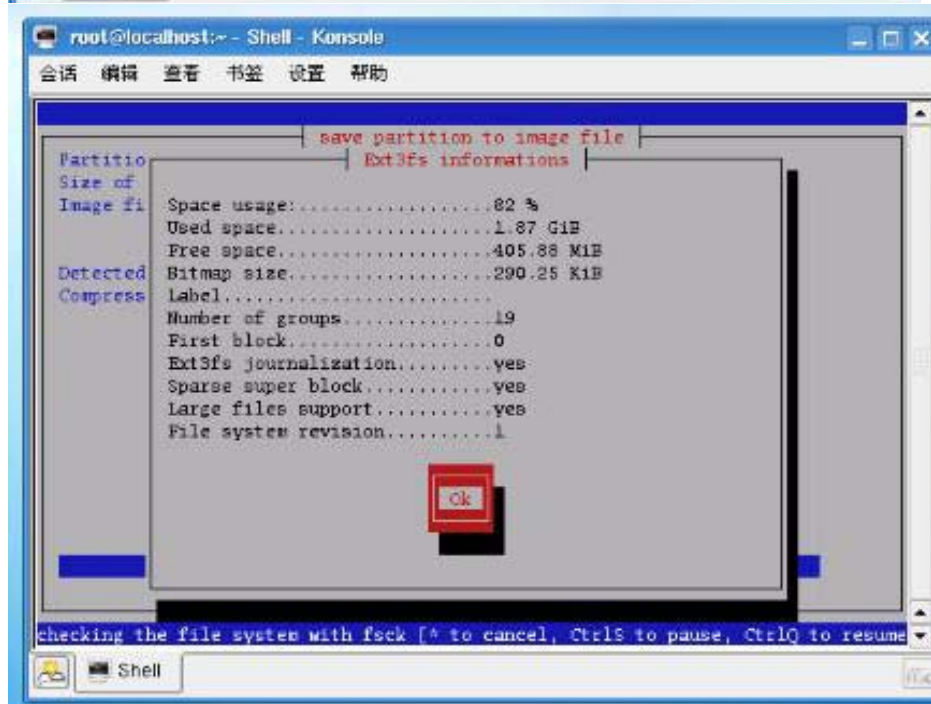 root@localhost:~ - Shell - Konsole
会话 编辑 查看 书签 设置 帮助
save partition to image file
Partitio
Ext3fs informations
Size of
Image fi
Space usage:..................82 %
Used space....................1.87 GiB
Free space....................405.88 MiB
Detected
Bitmap size...................290.25 KiB
Compress
Label.........................
Number of groups..............19
First block...................0
Ext3fs journalization.........yes
Sparse super block............yes
Large files support...........yes
File system revision..........1
Ok
checking the file system with fsck [^ to cancel, CtrlS to pause, CtrlQ to resume
Shell